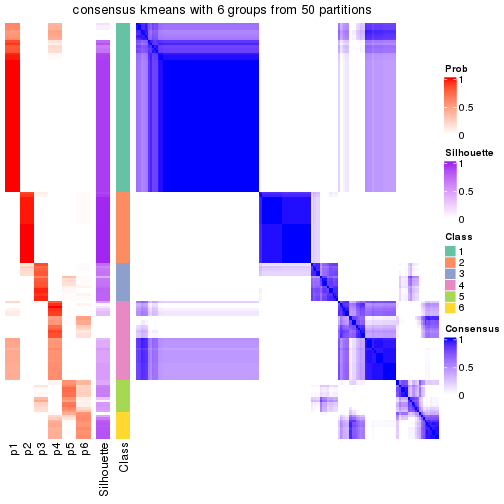 consensus kmeans with 6 groups from 50 partitions
Prob
1
0.5
0
Silhouette
1
0.5
0
Class
1
2
3
4
5
6
Consensus
1
0.5
0
p1
p2
p3
p4
p5
p6
Silhouette
Class